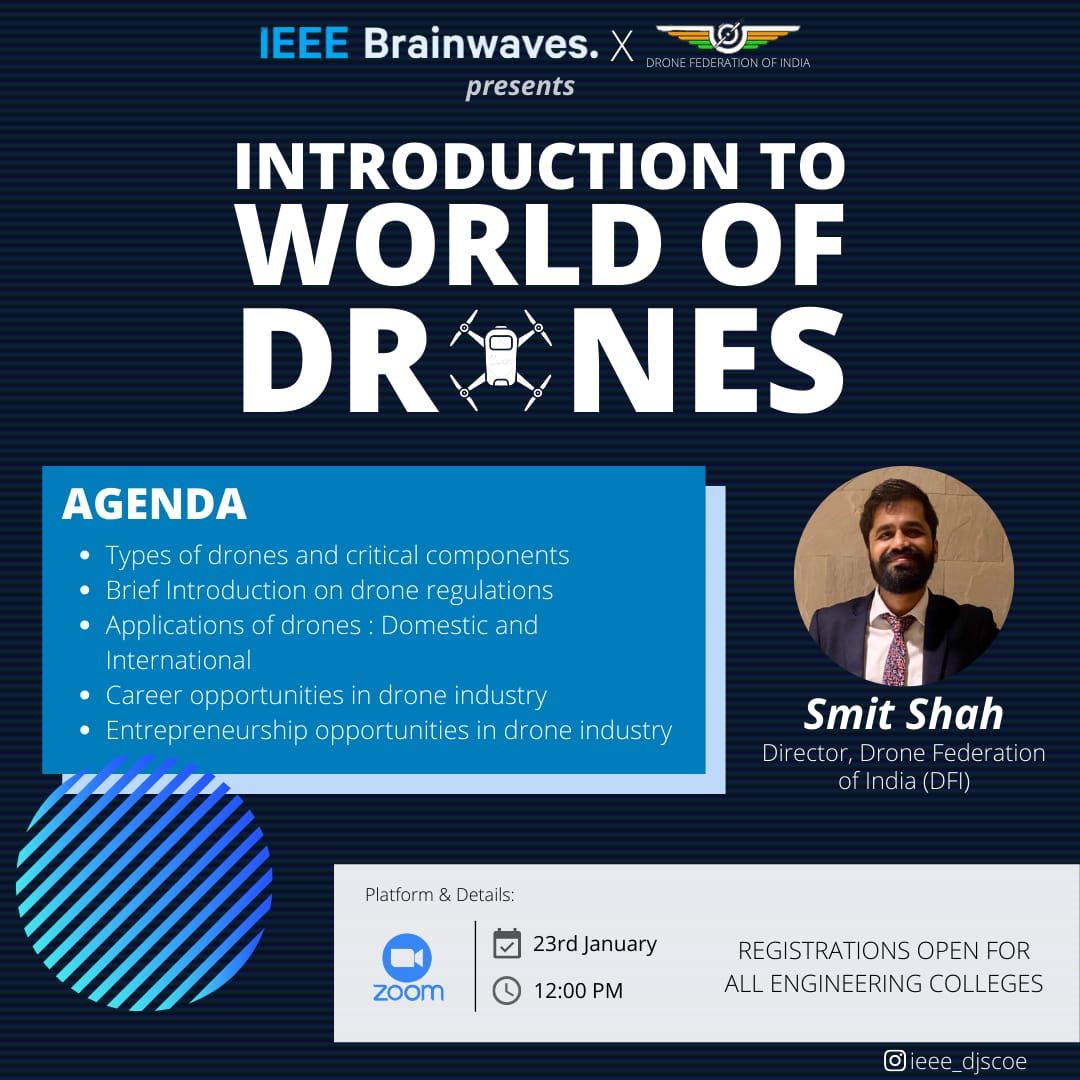 IEEE Brainwaves. X
DRONE FEDERATION OF INDIA
presents
INTRODUCTION TO
WORLD OF
DRONES
AGENDA
• Types of drones and critical components
• Brief Introduction on drone regulations
• Applications of drones : Domestic and
International
• Career opportunities in drone industry
• Entrepreneurship opportunities in drone industry
Smit Shah
Director, Drone Federation
of India (DFI)
Platform & Details:
zoom
23rd January
12:00 PM
REGISTRATIONS OPEN FOR
ALL ENGINEERING COLLEGES
ieee_djscoe